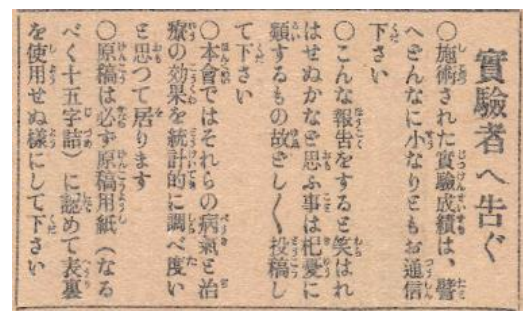 實驗者へ告ぐ
○施術された實驗成績は、譬
へどんなに小なりともお通信
下さい
○こんな報告をすると笑はれ
はせぬかなど思ふ事は杞憂に
類するもの故どし〲投稿し
て下さい
○本會ではそれらの病氣と治
療の効果を統計的に調べ度い
と思つて居ります
○原稿は必ず原稿用紙（なる
べく十五字詰）に認めて表裏
を使用せぬ樣にして下さい